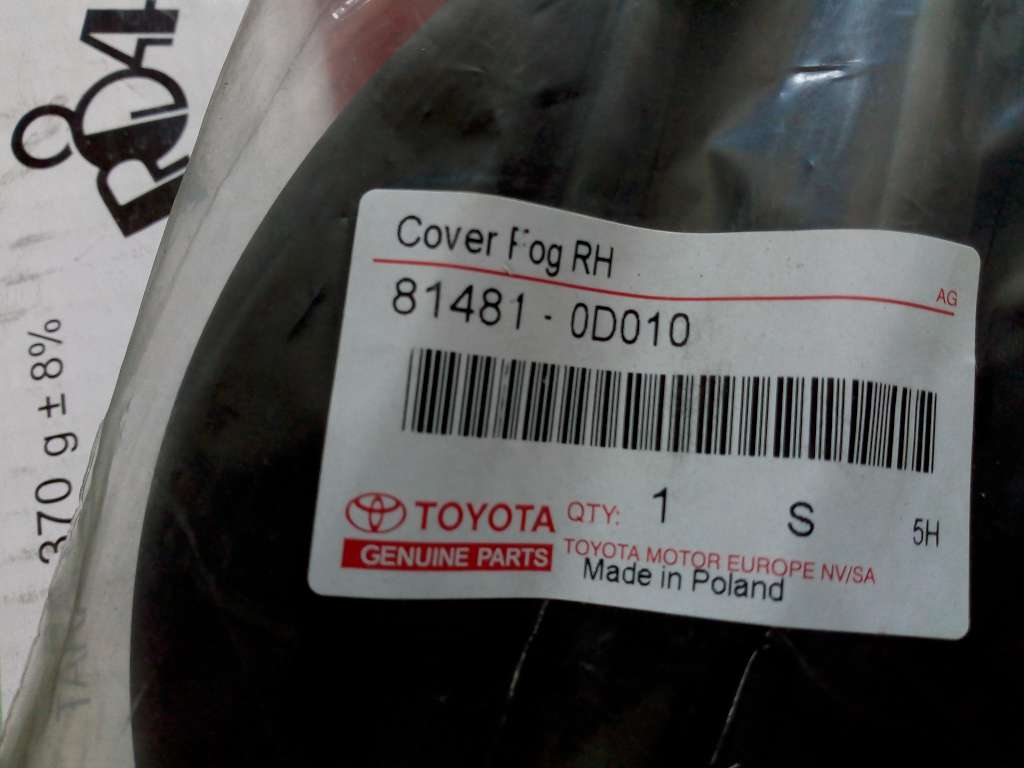 Cover Fog RH
AG
81481 - 0D010
TOYOTA
GENUINE PARTS
QTY: 1 S 5H
TOYOTA MOTOR EUROPE NV/SA
Made in Poland
370 g ± 8%